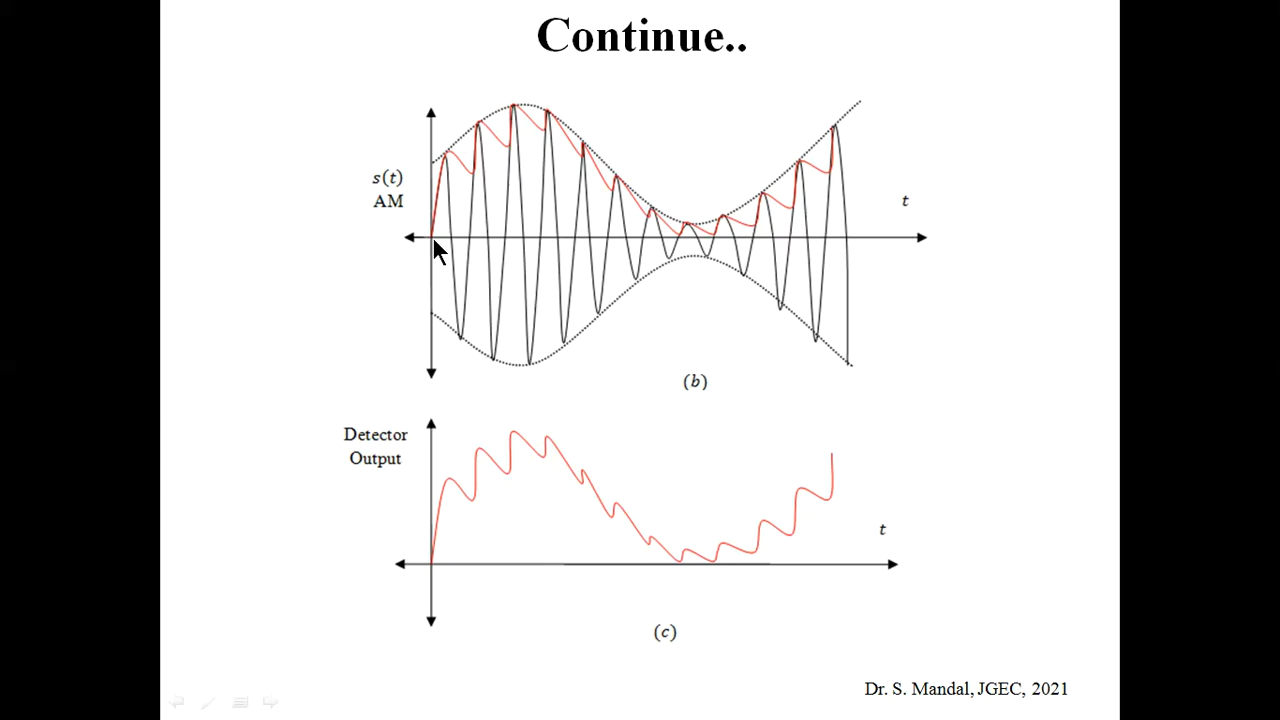 Continue..
s(t)
AM
t
(b)
Detector
Output
t
(c)
Dr. S. Mandal, JGEC, 2021